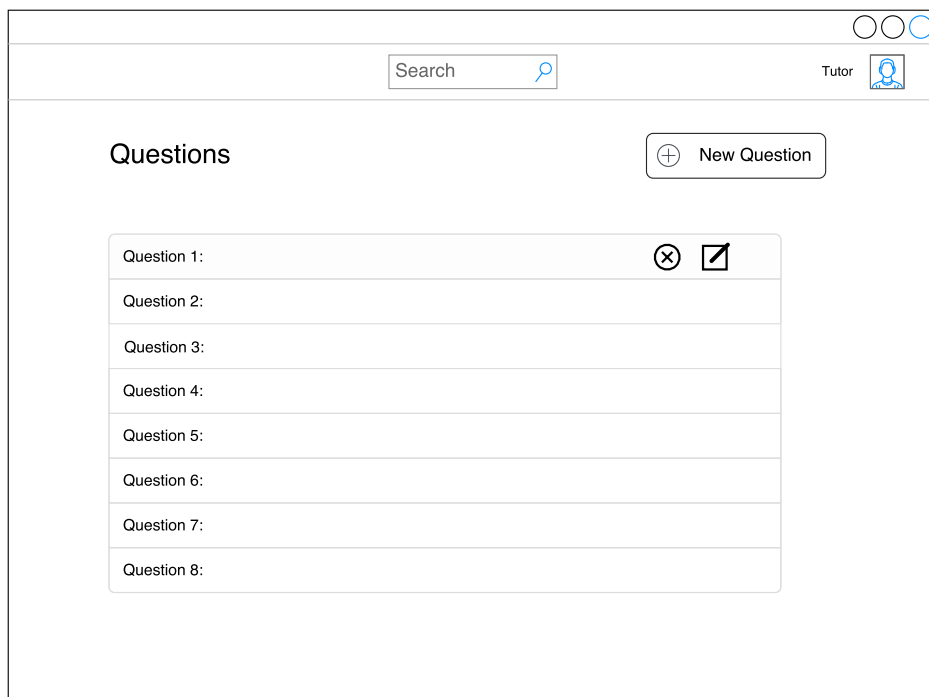 Search
Tutor
Questions
New Question
Question 1:
Question 2:
Question 3:
Question 4:
Question 5:
Question 6:
Question 7:
Question 8: